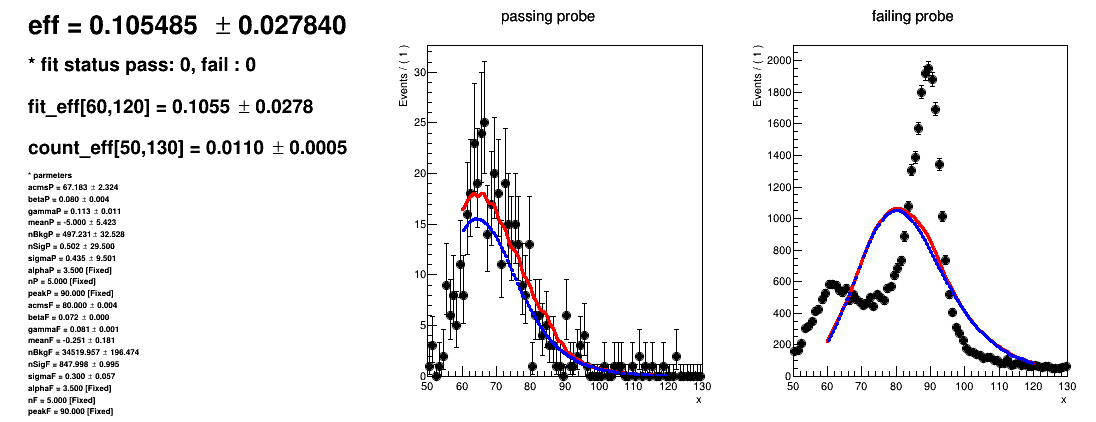 eff = 0.105485 ± 0.027840
* fit status pass: 0, fail : 0
fit_eff[60,120] = 0.1055 ± 0.0278
count_eff[50,130] = 0.0110 ± 0.0005
* parmeters
acmsP = 67.183 ± 2.324
betaP = 0.080 ± 0.004
gammaP = 0.113 ± 0.011
meanP = -5.000 ± 5.423
nBkgP = 497.231 ± 32.528
nSigP = 0.502 ± 29.500
sigmaP = 0.435 ± 9.501
alphaP = 3.500 [Fixed]
nP = 5.000 [Fixed]
peakP = 90.000 [Fixed]
acmsF = 80.000 ± 0.004
betaF = 0.072 ± 0.000
gammaF = 0.081 ± 0.001
meanF = -0.251 ± 0.181
nBkgF = 34519.957 ± 196.474
nSigF = 847.998 ± 0.995
sigmaF = 0.300 ± 0.057
alphaF = 3.500 [Fixed]
nF = 5.000 [Fixed]
peakF = 90.000 [Fixed]
passing probe
Events / ( 1 )
30
25
20
15
10
5
0
50 60 70 80 90 100 110 120 130
x
failing probe
Events / ( 1 )
2000
1800
1600
1400
1200
1000
800
600
400
200
0
50 60 70 80 90 100 110 120 130
x